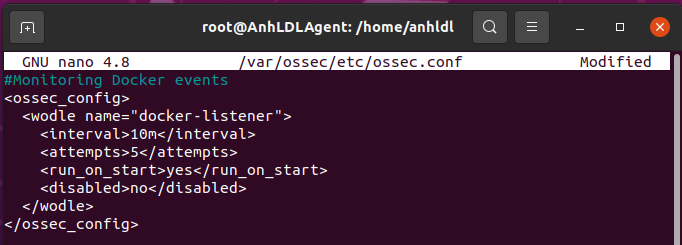 root@AnhLDLAgent: /home/anhldl
GNU nano 4.8 /var/ossec/etc/ossec.conf Modified
#Monitoring Docker events
<ossec_config>
  <wodle name="docker-listener">
    <interval>10m</interval>
    <attempts>5</attempts>
    <run_on_start>yes</run_on_start>
    <disabled>no</disabled>
  </wodle>
</ossec_config>